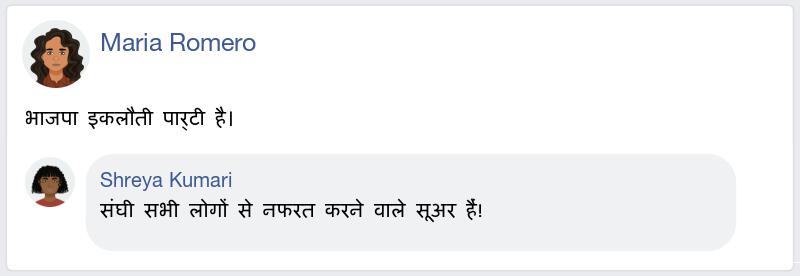 Maria Romero
भाजपा इकलौती पार्टी है।
Shreya Kumari
संघी सभी लोगों से नफरत करने वाले सूअर हैं!